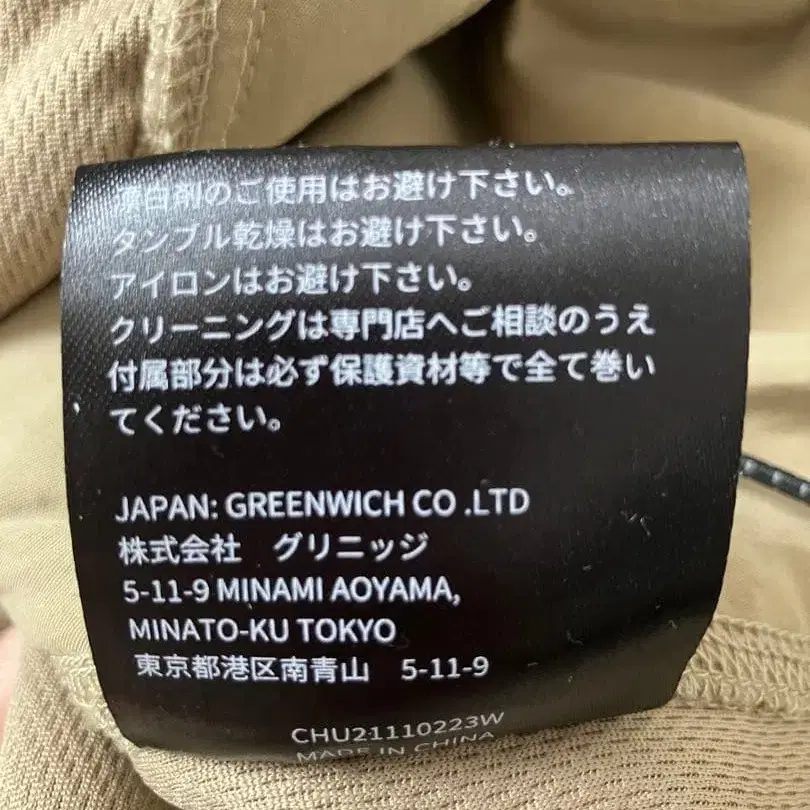 漂白剤のご使用はお避け下さい。
タンブル乾燥はお避け下さい。
アイロンはお避け下さい。
クリーニングは専門店へご相談のうえ
付属部分は必ず保護資材等で全て巻い
てください。
JAPAN: GREENWICH CO .LTD
株式会社　グリニッジ
5-11-9 MINAMI AOYAMA,
MINATO-KU TOKYO
東京都港区南青山　5-11-9
CHU21110223W
MADE IN CHINA